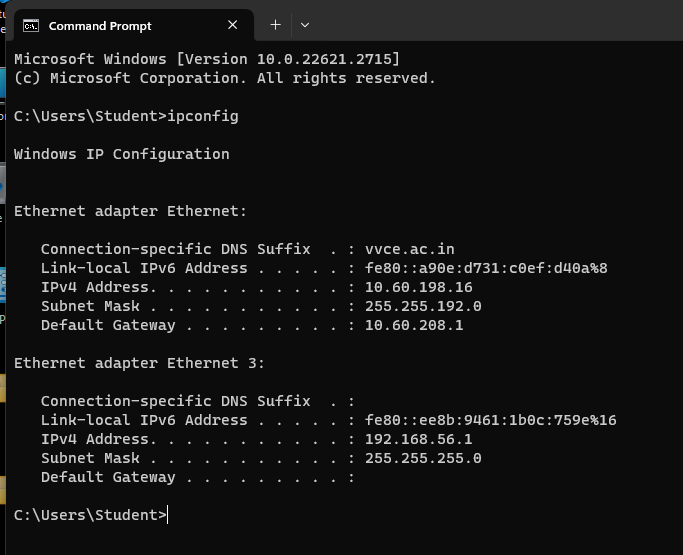 Command Prompt
Microsoft Windows [Version 10.0.22621.2715]
(c) Microsoft Corporation. All rights reserved.
C:\Users\Student>ipconfig
Windows IP Configuration
Ethernet adapter Ethernet:
Connection-specific DNS Suffix  . : vvce.ac.in
Link-local IPv6 Address . . . . . : fe80::a90e:d731:c0ef:d40a%8
IPv4 Address. . . . . . . . . . . : 10.60.198.16
Subnet Mask . . . . . . . . . . . : 255.255.192.0
Default Gateway . . . . . . . . . : 10.60.208.1
Ethernet adapter Ethernet 3:
Connection-specific DNS Suffix  . :
Link-local IPv6 Address . . . . . : fe80::ee8b:9461:1b0c:759e%16
IPv4 Address. . . . . . . . . . . : 192.168.56.1
Subnet Mask . . . . . . . . . . . : 255.255.255.0
Default Gateway . . . . . . . . . :
C:\Users\Student>